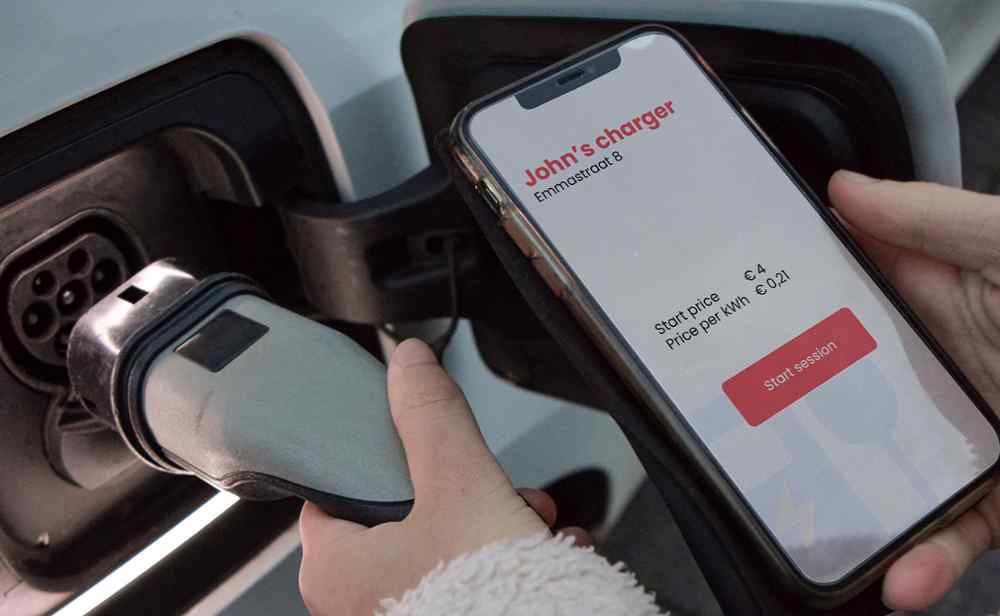 John's charger
Emmastraat 8
Start price € 4
Price per kWh € 0,21
Start session